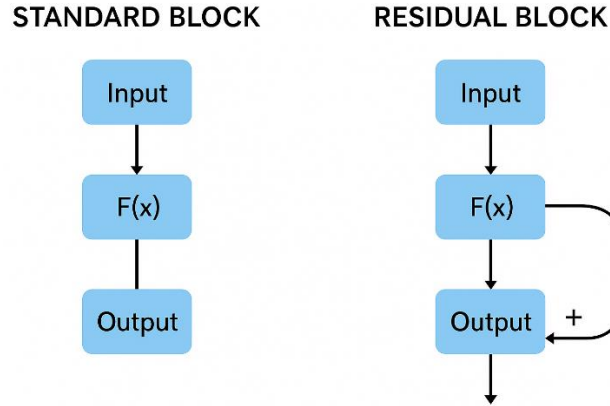 STANDARD BLOCK
Input
F(x)
Output
RESIDUAL BLOCK
Input
F(x)
Output
+